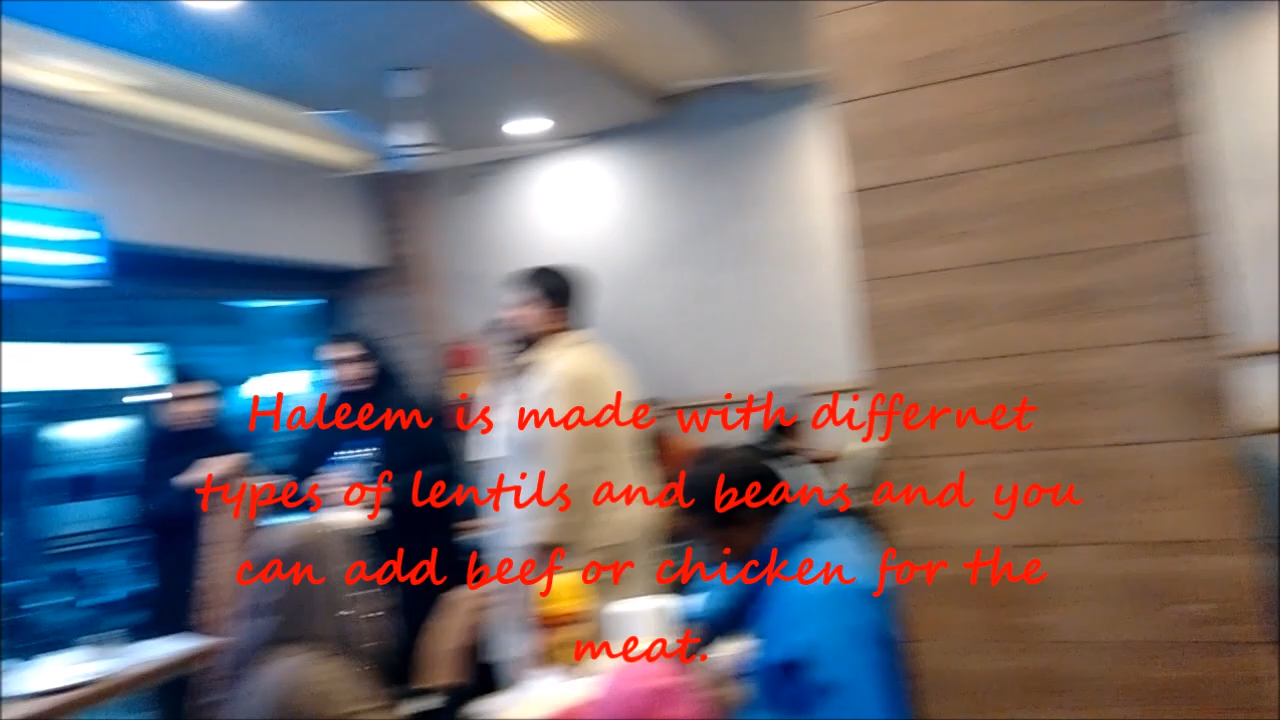 Haleem is made with differnet
types of lentils and beans and you
can add beef or chicken for the
meat.